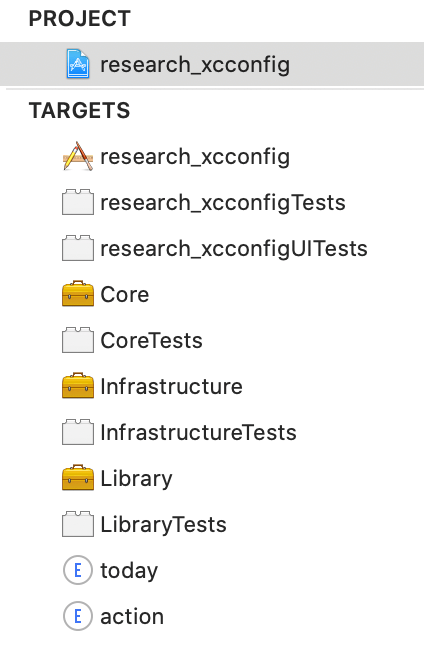 PROJECT
research_xcconfig
TARGETS
research_xcconfig
research_xcconfigTests
research_xcconfigUITests
Core
CoreTests
Infrastructure
InfrastructureTests
Library
LibraryTests
E today
E action